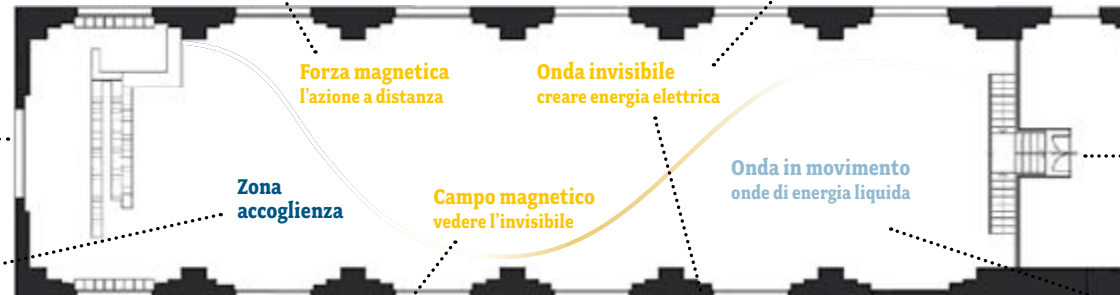 Forza magnetica
l'azione a distanza
Onda invisibile
creare energia elettrica
Zona
accoglienza
Campo magnetico
vedere l'invisibile
Onda in movimento
onde di energia liquida